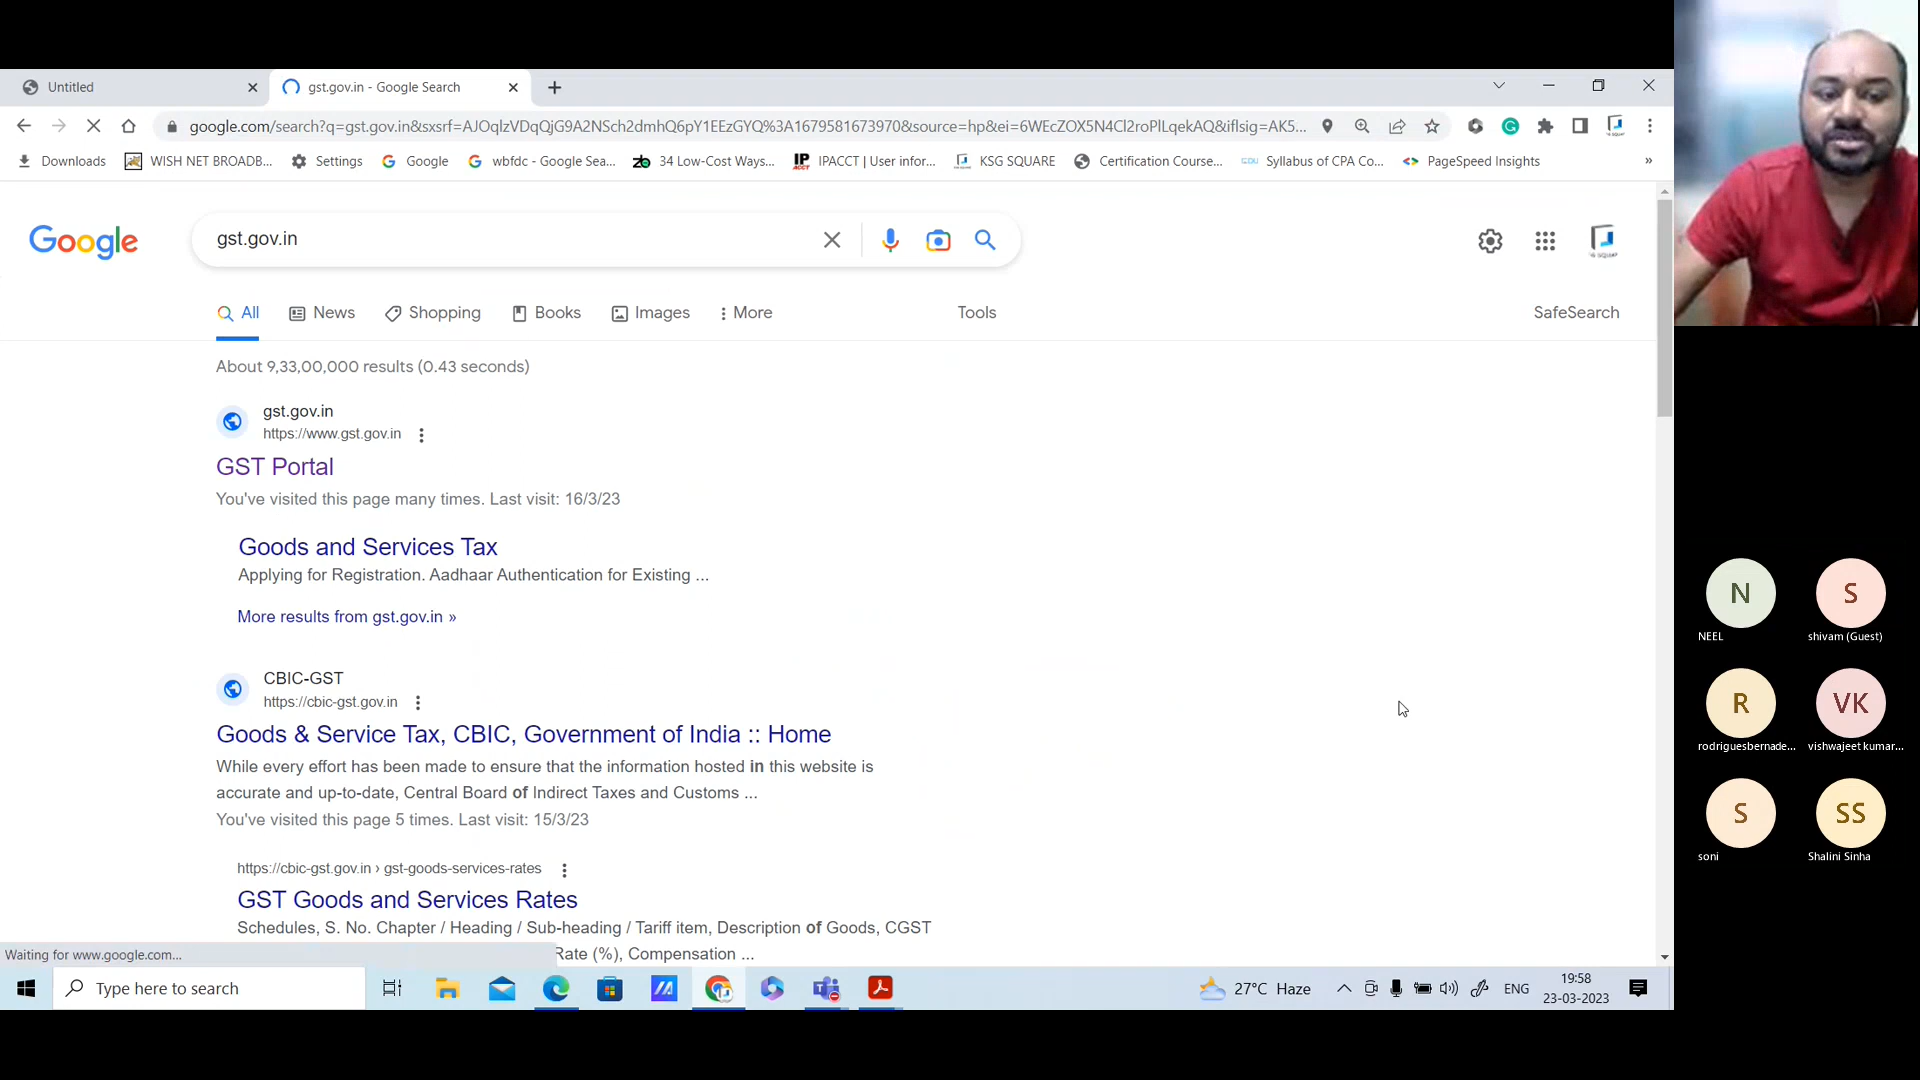 Untitled
gst.gov.in - Google Search
google.com/search?q=gst.gov.in&sxsrf=AJOqlzVDqQjG9A2NSch2dmhQ6pY1EEzGYQ%3A1679581673970&source=hp&ei=6WEcZOX5N4Cl2roPlLqekAQ&iflsig=AK5...
Downloads
WISH NET BROADB...
Settings
Google
wbfdc - Google Sea...
34 Low-Cost Ways...
IPACCT | User infor...
KSG SQUARE
Certification Course...
Syllabus of CPA Co...
PageSpeed Insights
»
Google
gst.gov.in
All
News
Shopping
Books
Images
More
Tools
SafeSearch
About 9,33,00,000 results (0.43 seconds)
gst.gov.in
https://www.gst.gov.in
GST Portal
You've visited this page many times. Last visit: 16/3/23
Goods and Services Tax
Applying for Registration. Aadhaar Authentication for Existing ...
More results from gst.gov.in »
CBIC-GST
https://cbic-gst.gov.in
Goods & Service Tax, CBIC, Government of India :: Home
While every effort has been made to ensure that the information hosted in this website is
accurate and up-to-date, Central Board of Indirect Taxes and Customs ...
You've visited this page 5 times. Last visit: 15/3/23
https://cbic-gst.gov.in › gst-goods-services-rates
GST Goods and Services Rates
Schedules, S. No. Chapter / Heading / Sub-heading / Tariff item, Description of Goods, CGST
Rate (%), Compensation ...
Waiting for www.google.com...
Type here to search
27°C Haze
ENG
19:58
23-03-2023
N
NEEL
S
shivam (Guest)
R
rodriguesbernade...
VK
vishwajeet kumar...
S
soni
SS
Shalini Sinha